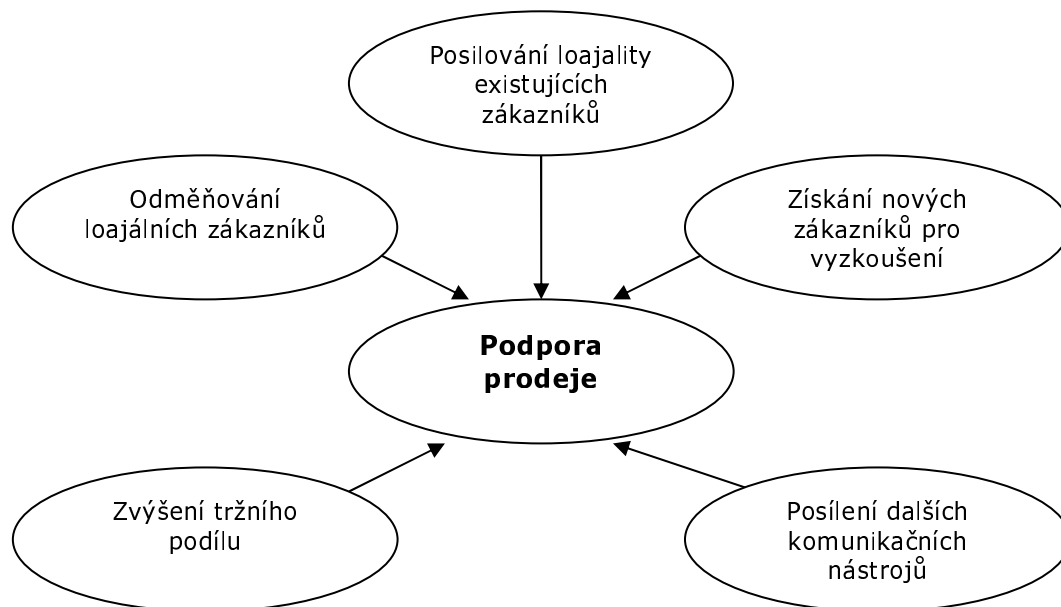 Posilování loajality
existujících
zákazníků
Odměňování
loajálních zákazníků
Získání nových
zákazníků pro
vyzkoušení
Podpora
prodeje
Zvýšení tržního
podílu
Posílení dalších
komunikačních
nástrojů